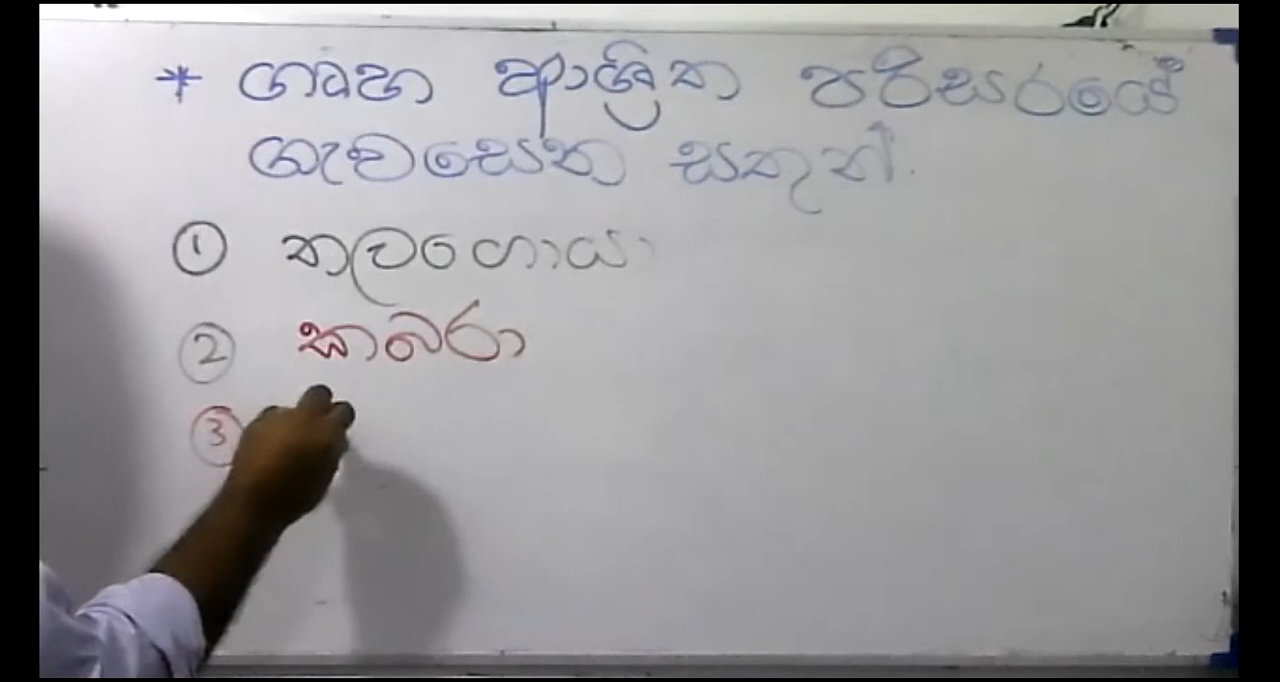 * ගෘහ ආශ්‍රිත පරිසරයේ
ගැවසෙන සතුන්.
① තලගොයා
② කබරා
③